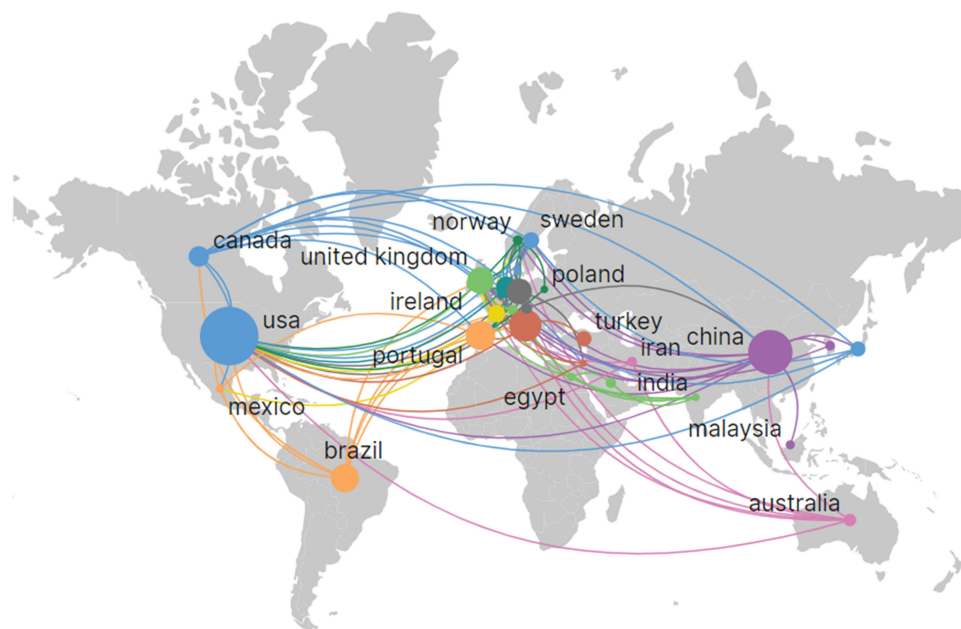 norway
sweden
canada
united kingdom
poland
ireland
usa
turkey
china
portugal
iran
egypt
india
mexico
malaysia
brazil
australia